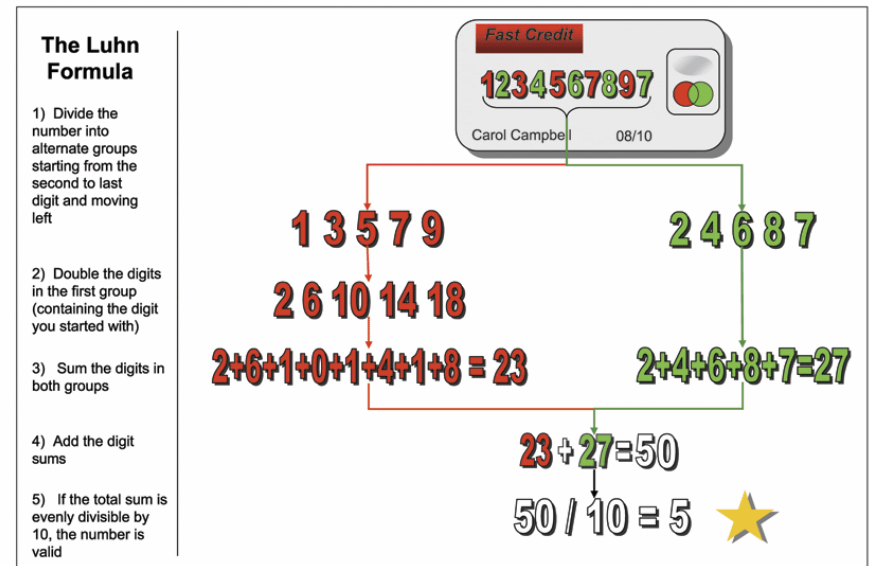 The Luhn
Formula
1) Divide the
number into
alternate groups
starting from the
second to last
digit and moving
left
2) Double the digits
in the first group
(containing the digit
you started with)
3) Sum the digits in
both groups
4) Add the digit
sums
5) If the total sum is
evenly divisible by
10, the number is
valid
Fast Credit
1234567897
Carol Campbell 08/10
1 3 5 7 9
2 4 6 8 7
2 6 10 14 18
2+6+1+0+1+4+1+8 = 23
2+4+6+8+7=27
23 + 27 = 50
50 / 10 = 5